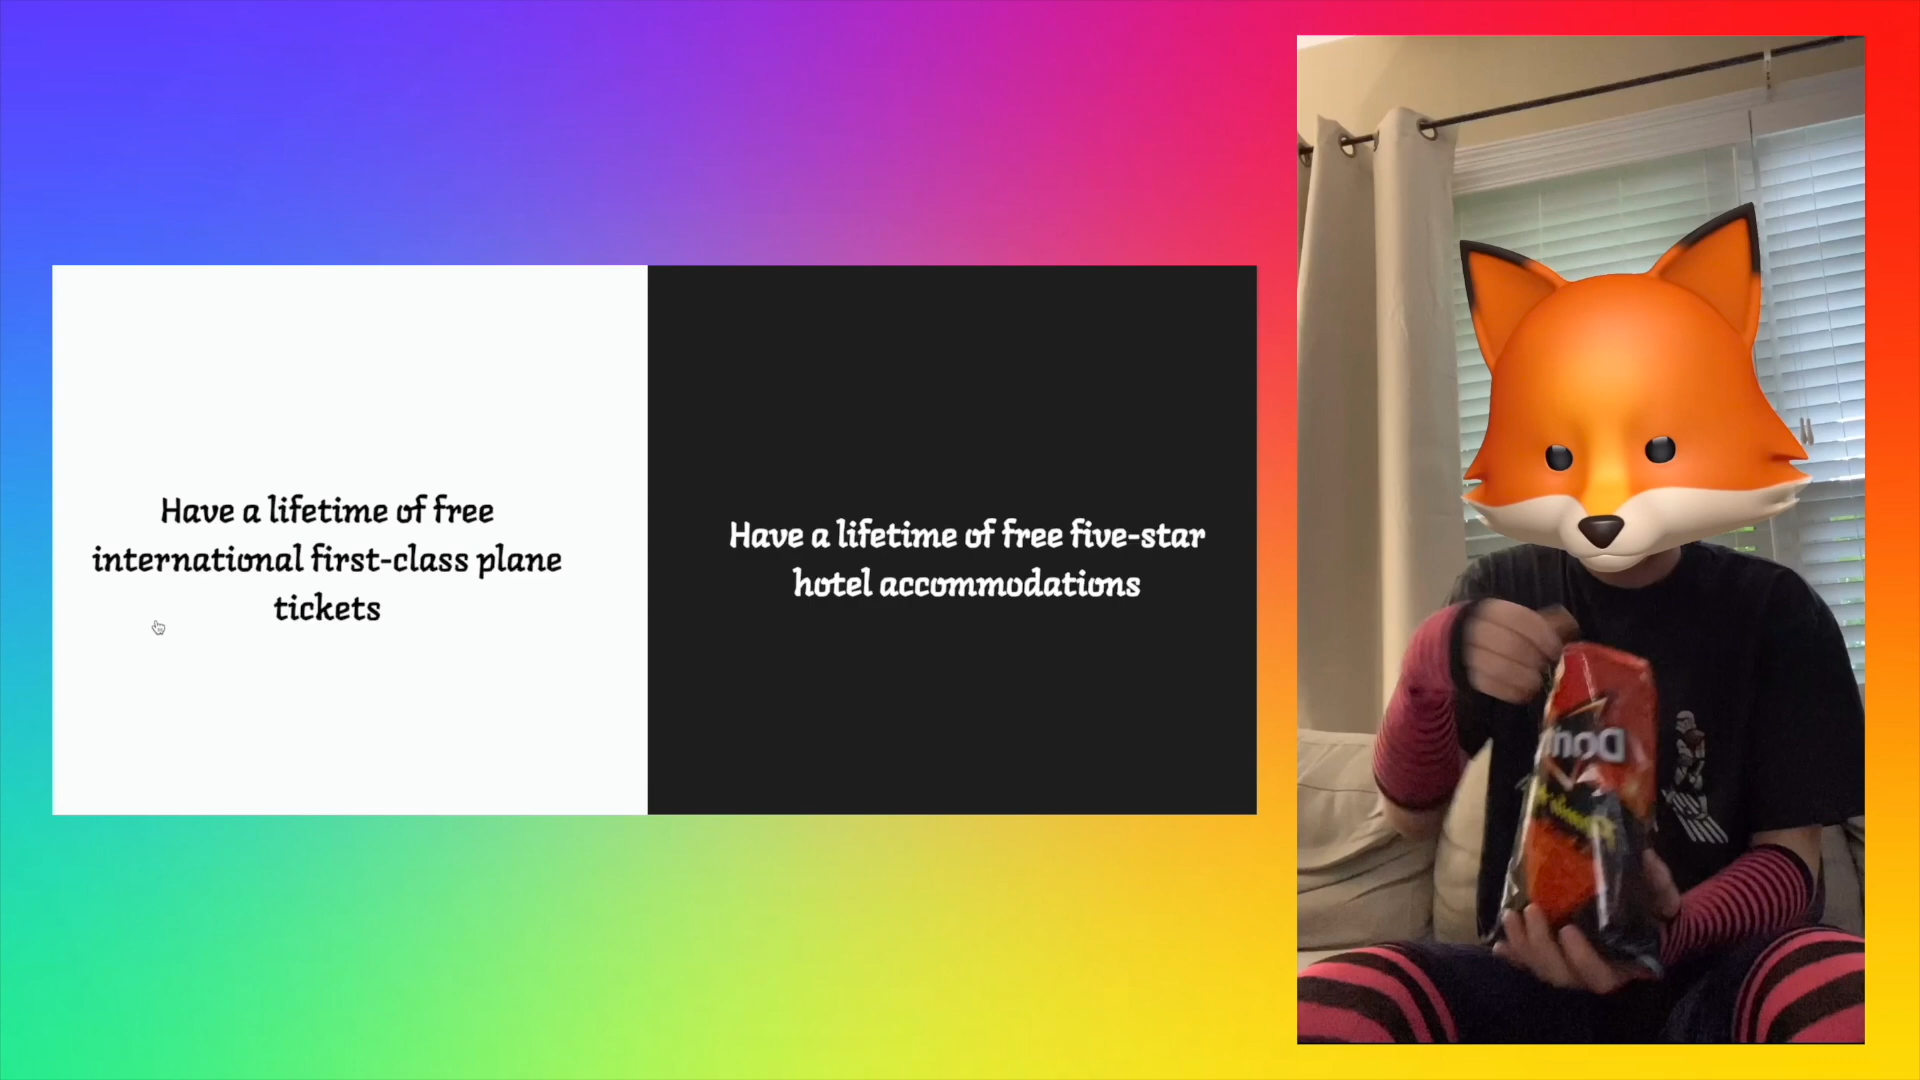 Have a lifetime of free
international first-class plane
tickets
Have a lifetime of free five-star
hotel accommodations